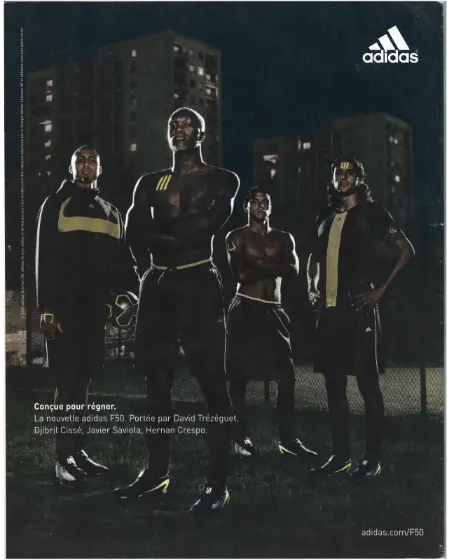 adidas
Conçue pour régner.
La nouvelle adidas F50. Portée par David Trézéguet,
Djibril Cissé, Javier Saviola, Hernan Crespo.
adidas.com/F50